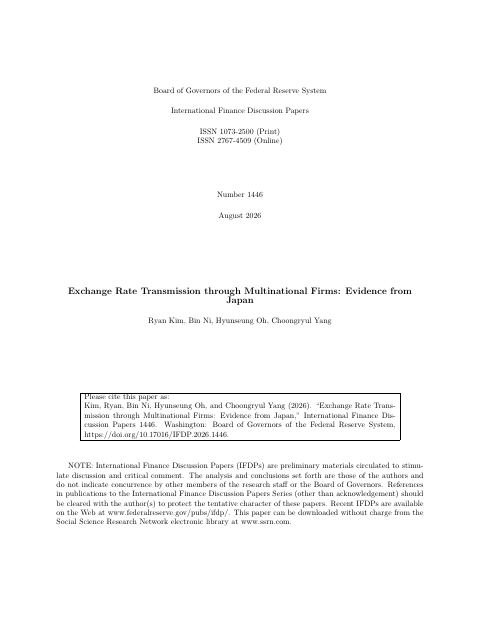 Board of Governors of the Federal Reserve System
International Finance Discussion Papers
ISSN 1073-2500 (Print)
ISSN 2767-4509 (Online)
Number 1446
August 2026
Exchange Rate Transmission through Multinational Firms: Evidence from
Japan
Ryan Kim, Bin Ni, Hyunseung Oh, Choongryul Yang
Please cite this paper as:
Kim, Ryan, Bin Ni, Hyunseung Oh, and Choongryul Yang (2026). “Exchange Rate Trans-
mission through Multinational Firms: Evidence from Japan,” International Finance Dis-
cussion Papers 1446. Washington: Board of Governors of the Federal Reserve System,
https://doi.org/10.17016/IFDP.2026.1446.
NOTE: International Finance Discussion Papers (IFDPs) are preliminary materials circulated to stimu-
late discussion and critical comment. The analysis and conclusions set forth are those of the authors and
do not indicate concurrence by other members of the research staff or the Board of Governors. References
in publications to the International Finance Discussion Papers Series (other than acknowledgement) should
be cleared with the author(s) to protect the tentative character of these papers. Recent IFDPs are available
on the Web at www.federalreserve.gov/pubs/ifdp/. This paper can be downloaded without charge from the
Social Science Research Network electronic library at www.ssrn.com.